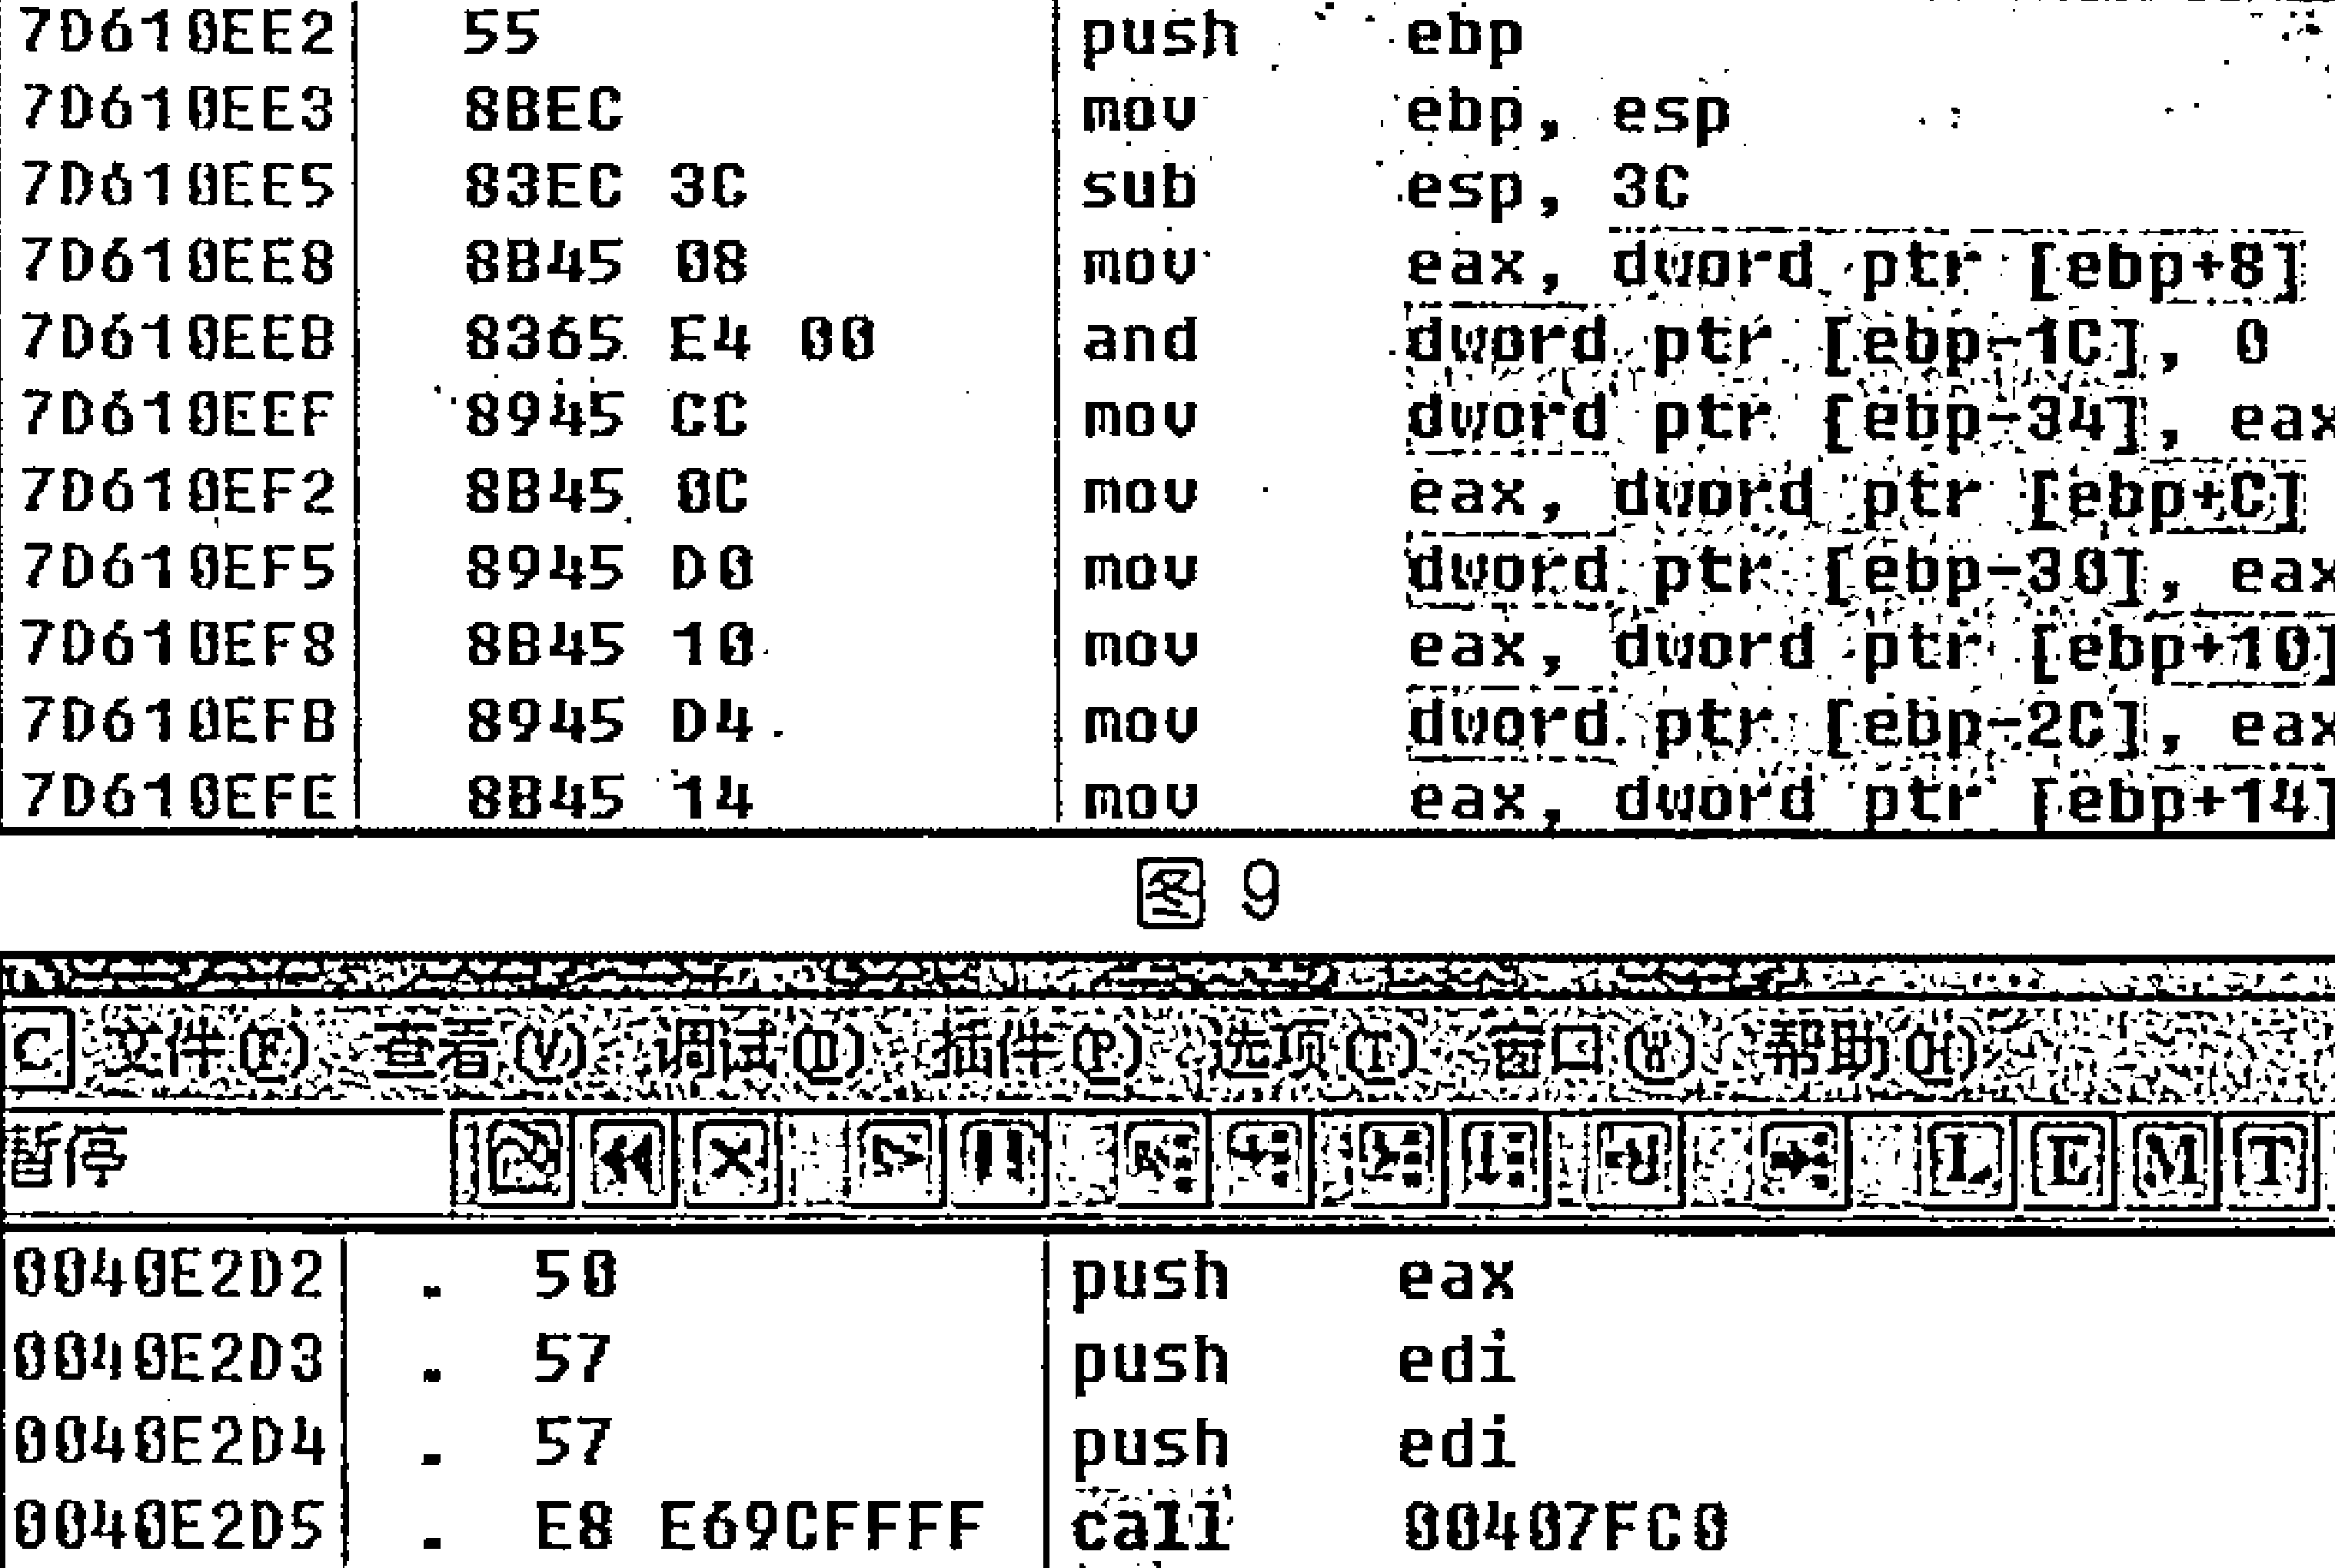 7D610EE2 55 push ebp
7D610EE3 8BEC mov ebp, esp
7D610EE5 83EC 3C sub esp, 3C
7D610EE8 8B45 08 mov eax, dword ptr [ebp+8]
7D610EEB 8365 E4 00 and dword ptr [ebp-1C], 0
7D610EEF 8945 CC mov dword ptr [ebp-34], eax
7D610EF2 8B45 0C mov eax, dword ptr [ebp+C]
7D610EF5 8945 D0 mov dword ptr [ebp-30], eax
7D610EF8 8B45 10 mov eax, dword ptr [ebp+10]
7D610EFB 8945 D4 mov dword ptr [ebp-2C], eax
7D610EFE 8B45 14 mov eax, dword ptr [ebp+14]
图 9
C 文件(F) 查看(V) 调试(D) 插件(P) 选项(T) 窗口(W) 帮助(H)
暂停 L E M T
0040E2D2 . 50 push eax
0040E2D3 . 57 push edi
0040E2D4 . 57 push edi
0040E2D5 . E8 E69CFFFF call 00407FC0